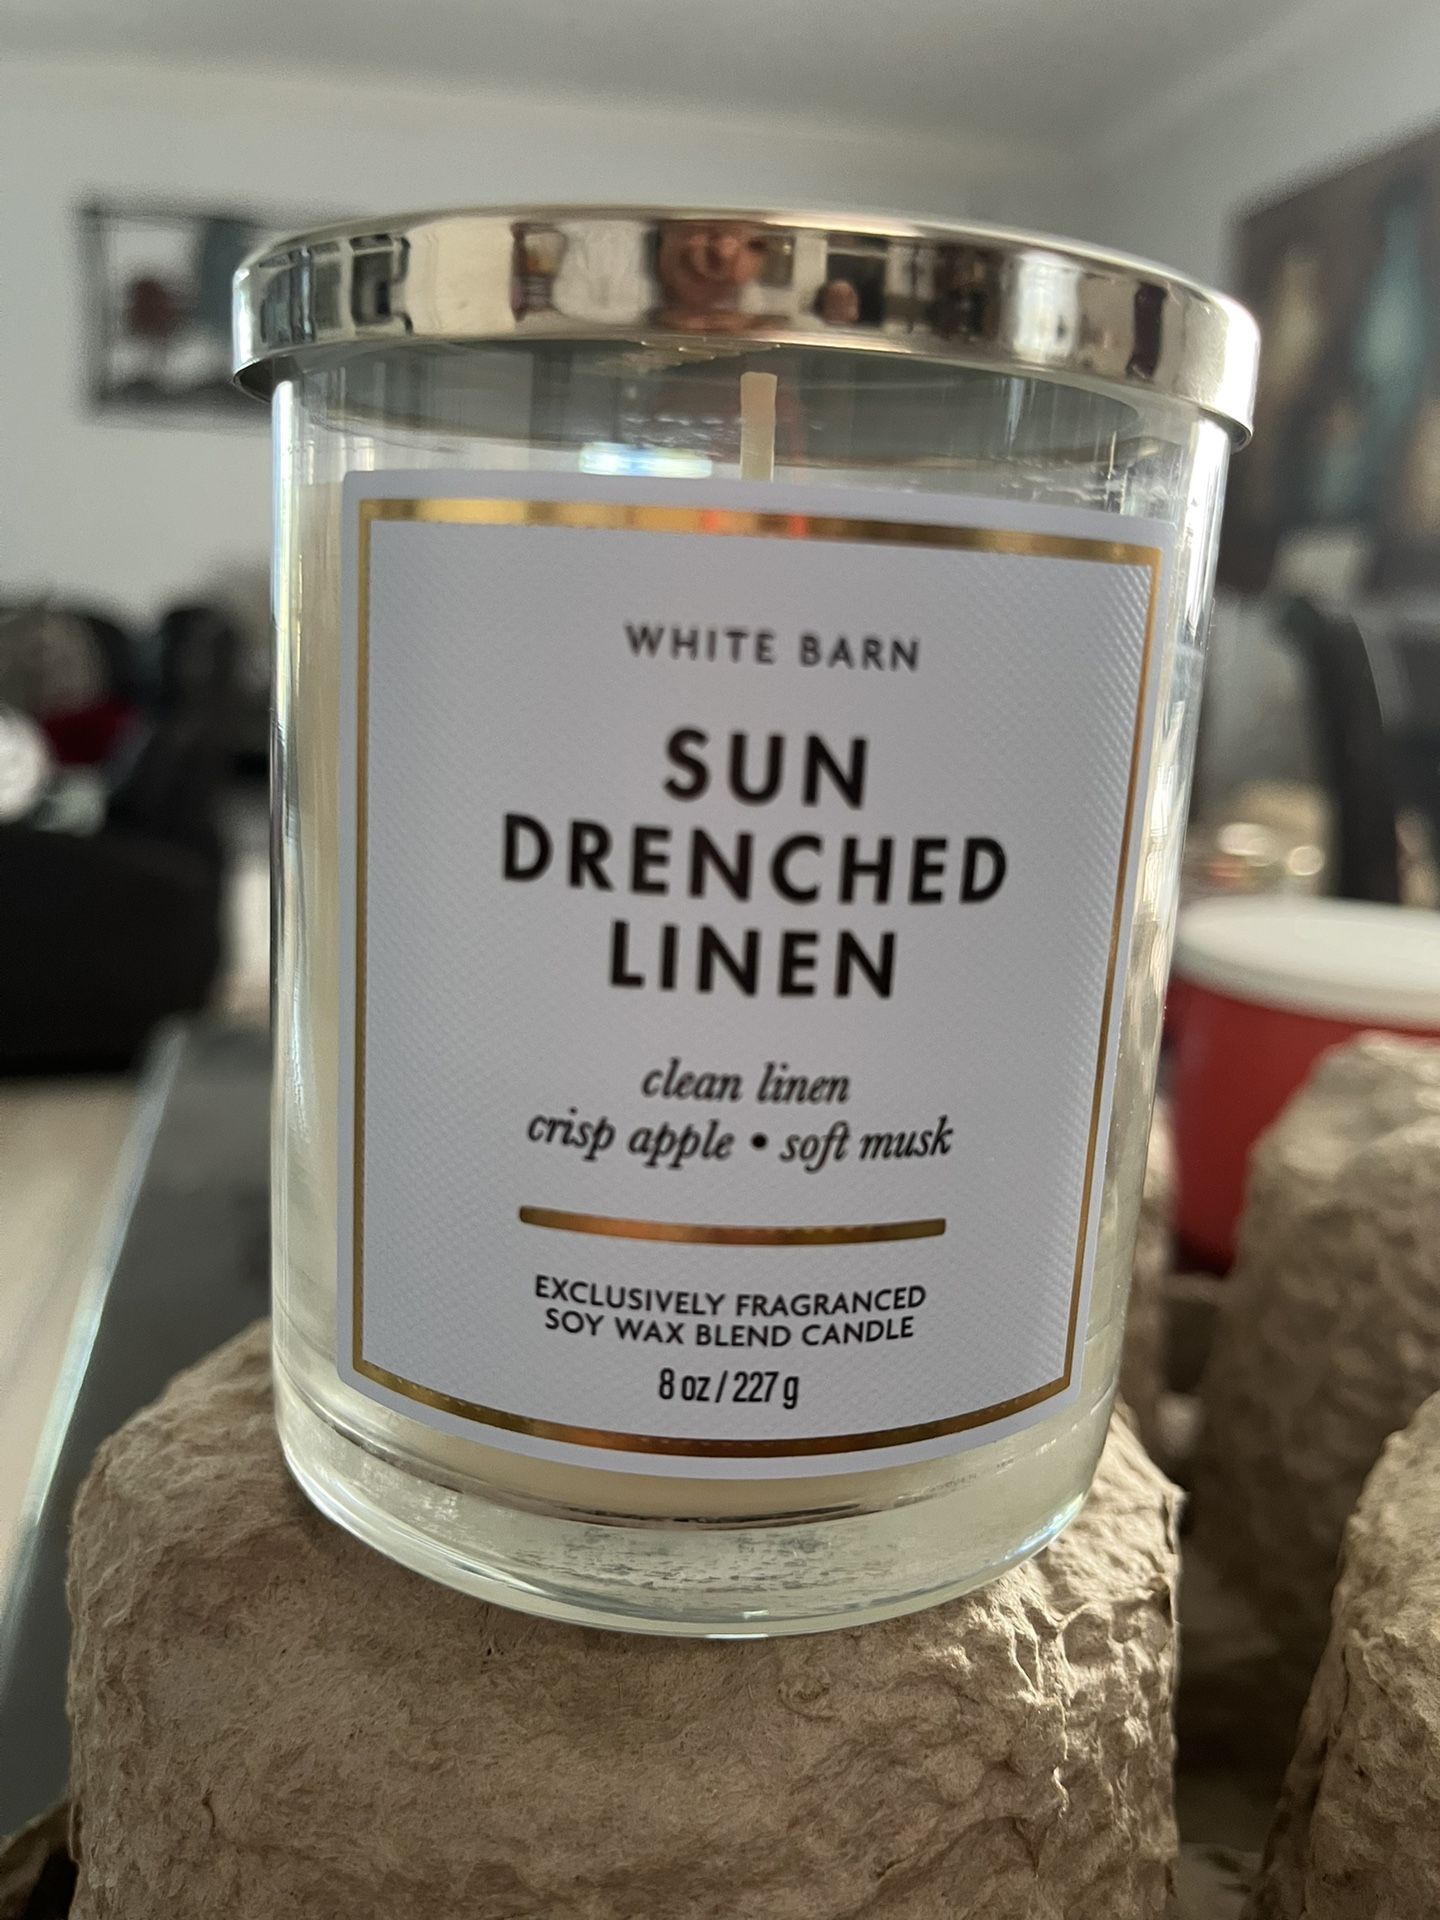 WHITE BARN
SUN
DRENCHED
LINEN
clean linen
crisp apple • soft musk
EXCLUSIVELY FRAGRANCED
SOY WAX BLEND CANDLE
8 oz / 227 g